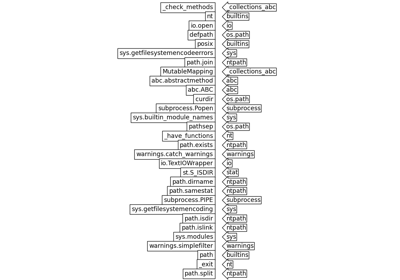 _check_methods _collections_abc
nt builtins
io.open io
defpath os.path
posix builtins
sys.getfilesystemencodeerrors sys
path.join ntpath
MutableMapping _collections_abc
abc.abstractmethod abc
abc.ABC abc
curdir os.path
subprocess.Popen subprocess
sys.builtin_module_names sys
pathsep os.path
_have_functions nt
path.exists ntpath
warnings.catch_warnings warnings
io.TextIOWrapper io
st.S_ISDIR stat
path.dirname ntpath
path.samestat ntpath
subprocess.PIPE subprocess
sys.getfilesystemencoding sys
path.isdir ntpath
path.islink ntpath
sys.modules sys
warnings.simplefilter warnings
path builtins
_exit nt
path.split ntpath